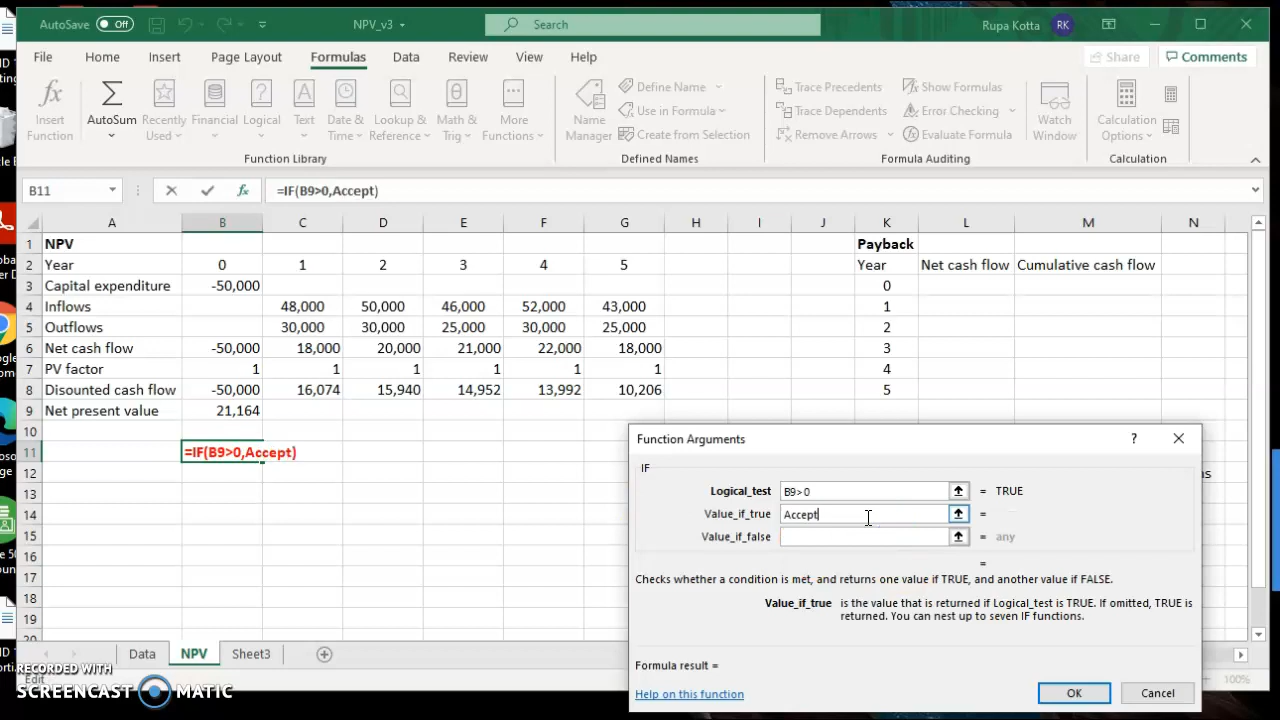 AutoSave Off NPV_v3 Search Rupa Kotta RK
File Home Insert Page Layout Formulas Data Review View Help Share Comments
Insert Function
AutoSum
Recently Used
Financial
Logical
Text
Date & Time
Lookup & Reference
Math & Trig
More Functions
Function Library
Name Manager
Define Name
Use in Formula
Create from Selection
Defined Names
Trace Precedents
Trace Dependents
Remove Arrows
Show Formulas
Error Checking
Evaluate Formula
Formula Auditing
Watch Window
Calculation Options
Calculation
B11 fx =IF(B9>0,Accept)
A B C D E F G H I J K L M N
1 NPV Payback
2 Year 0 1 2 3 4 5 Year Net cash flow Cumulative cash flow
3 Capital expenditure -50,000 0
4 Inflows 48,000 50,000 46,000 52,000 43,000 1
5 Outflows 30,000 30,000 25,000 30,000 25,000 2
6 Net cash flow -50,000 18,000 20,000 21,000 22,000 18,000 3
7 PV factor 1 1 1 1 1 1 4
8 Disounted cash flow -50,000 16,074 15,940 14,952 13,992 10,206 5
9 Net present value 21,164
10
11 =IF(B9>0,Accept)
12
13
14
15
16
17
18
19
20
Function Arguments ?
IF
Logical_test B9>0 = TRUE
Value_if_true Accept =
Value_if_false = any
=
Checks whether a condition is met, and returns one value if TRUE, and another value if FALSE.
Value_if_true is the value that is returned if Logical_test is TRUE. If omitted, TRUE is
returned. You can nest up to seven IF functions.
Formula result =
Help on this function OK Cancel
Data NPV Sheet3
Edit 100%
RECORDED WITH
SCREENCAST MATIC